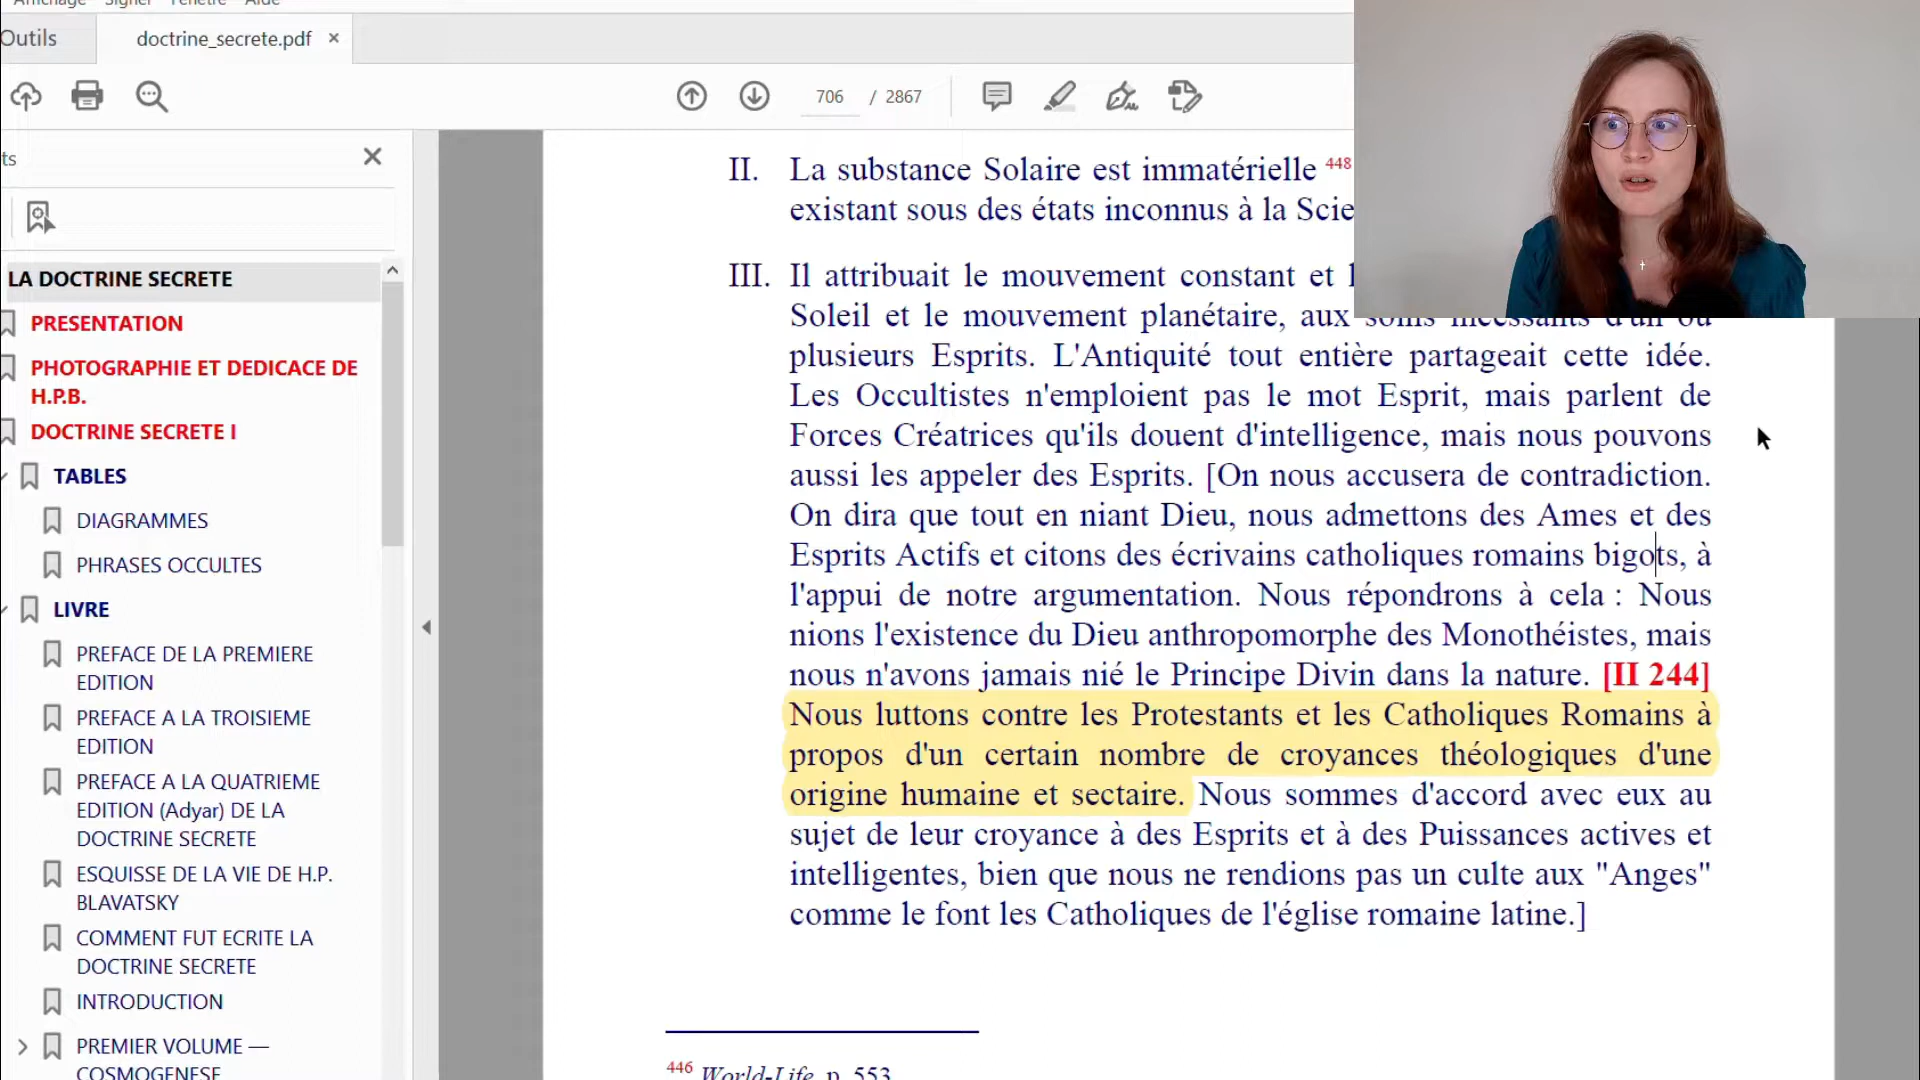 Affichage Signer Fenêtre Aide
Outils
doctrine_secrete.pdf ×
706 / 2867
ts
LA DOCTRINE SECRETE
PRESENTATION
PHOTOGRAPHIE ET DEDICACE DE
H.P.B.
DOCTRINE SECRETE I
TABLES
DIAGRAMMES
PHRASES OCCULTES
LIVRE
PREFACE DE LA PREMIERE
EDITION
PREFACE A LA TROISIEME
EDITION
PREFACE A LA QUATRIEME
EDITION (Adyar) DE LA
DOCTRINE SECRETE
ESQUISSE DE LA VIE DE H.P.
BLAVATSKY
COMMENT FUT ECRITE LA
DOCTRINE SECRETE
INTRODUCTION
PREMIER VOLUME —
COSMOGENESE
II. La substance Solaire est immatérielle 448
existant sous des états inconnus à la
III. Il attribuait le mouvement constant et
Soleil et le mouvement planétaire, aux soins incessants d'un ou
plusieurs Esprits. L'Antiquité tout entière partageait cette idée.
Les Occultistes n'emploient pas le mot Esprit, mais parlent de
Forces Créatrices qu'ils douent d'intelligence, mais nous pouvons
aussi les appeler des Esprits. [On nous accusera de contradiction.
On dira que tout en niant Dieu, nous admettons des Ames et des
Esprits Actifs et citons des écrivains catholiques romains bigots, à
l'appui de notre argumentation. Nous répondrons à cela : Nous
nions l'existence du Dieu anthropomorphe des Monothéistes, mais
nous n'avons jamais nié le Principe Divin dans la nature. [II 244]
Nous luttons contre les Protestants et les Catholiques Romains à
propos d'un certain nombre de croyances théologiques d'une
origine humaine et sectaire. Nous sommes d'accord avec eux au
sujet de leur croyance à des Esprits et à des Puissances actives et
intelligentes, bien que nous ne rendions pas un culte aux "Anges"
comme le font les Catholiques de l'église romaine latine.]
446 World-Life, p. 553.